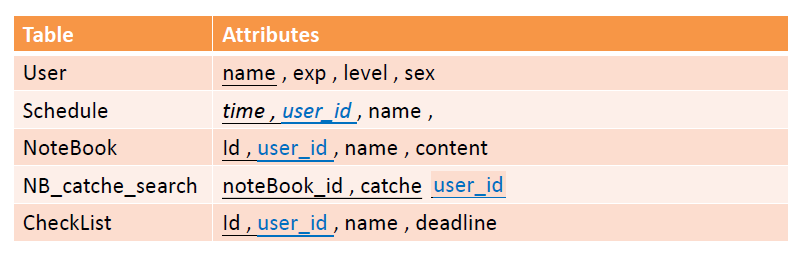 Table Attributes
User name , exp , level , sex
Schedule time , user_id , name ,
NoteBook Id , user_id , name , content
NB_catche_search noteBook_id , catche user_id
CheckList Id , user_id , name , deadline